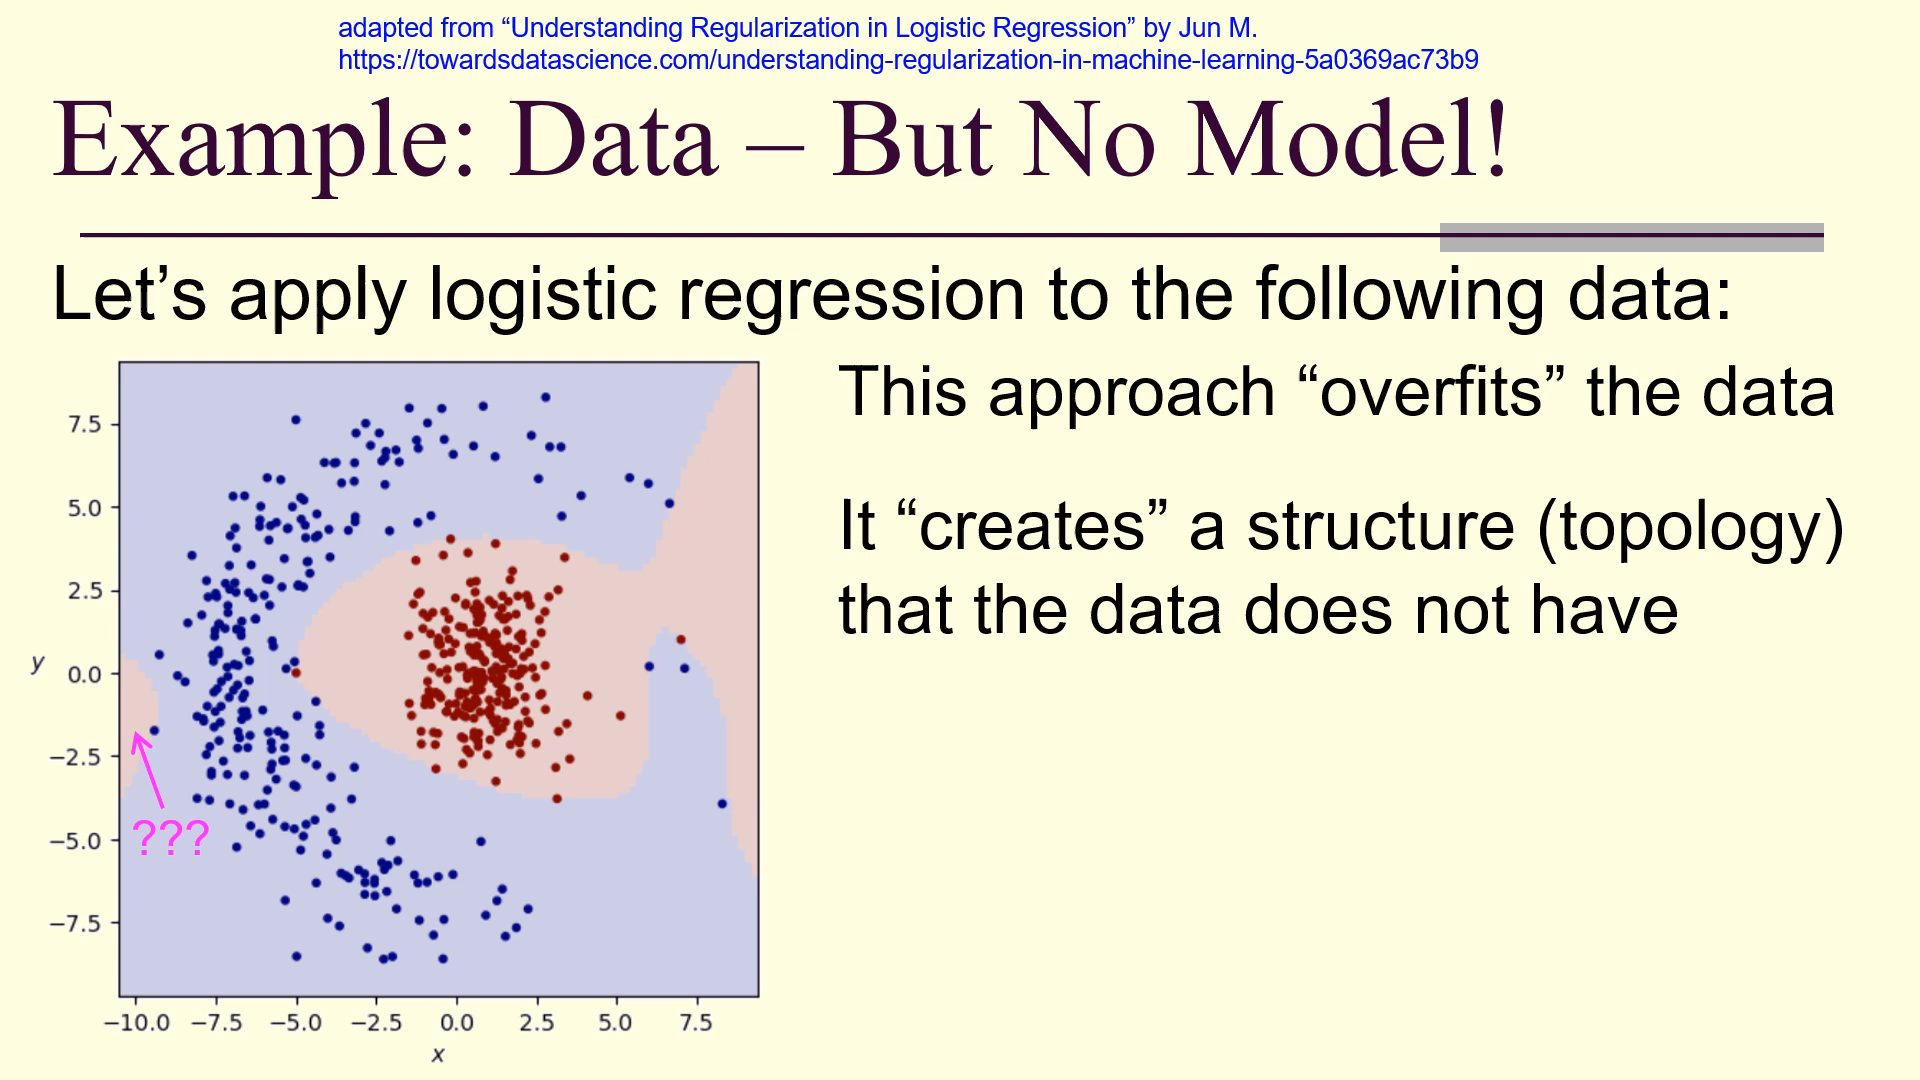 adapted from “Understanding Regularization in Logistic Regression” by Jun M.
https://towardsdatascience.com/understanding-regularization-in-machine-learning-5a0369ac73b9
Example: Data – But No Model!
Let’s apply logistic regression to the following data:
This approach “overfits” the data
It “creates” a structure (topology)
that the data does not have
7.5
5.0
2.5
y
0.0
−2.5
???
−5.0
−7.5
−10.0 −7.5 −5.0 −2.5 0.0 2.5 5.0 7.5
x